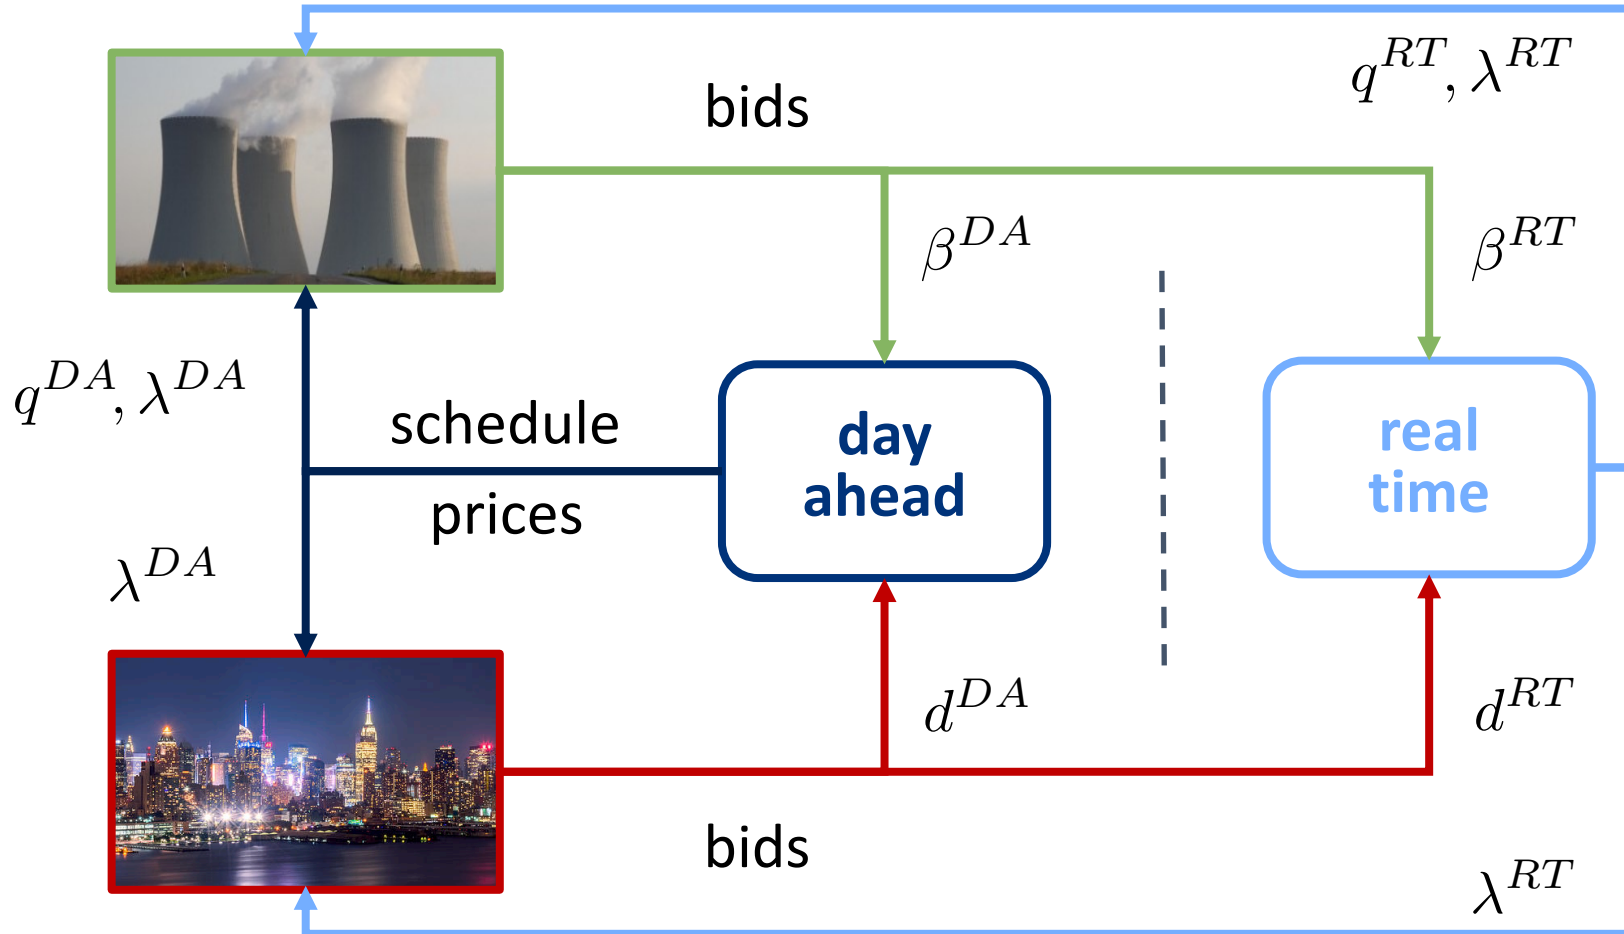 q^{RT}, λ^{RT}
bids
β^{DA}
β^{RT}
q^{DA}, λ^{DA}
schedule
prices
day
ahead
real
time
λ^{DA}
d^{DA}
d^{RT}
bids
λ^{RT}